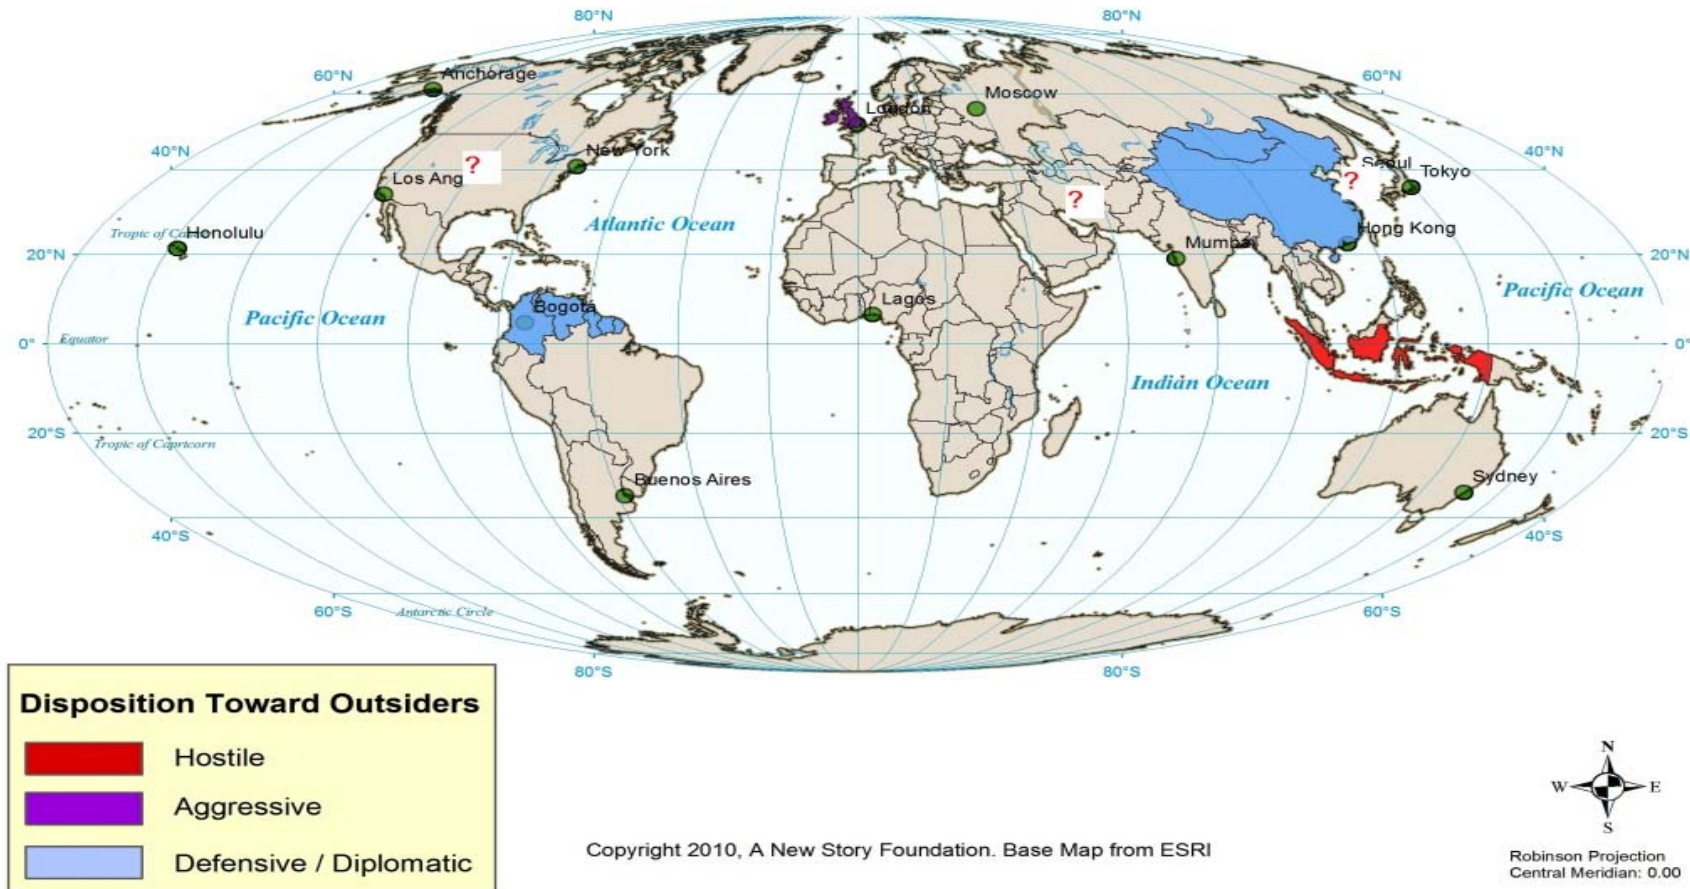 80°N
80°N
60°N
60°N
Anchorage
Moscow
London
40°N
40°N
New York
?
Seoul
Los Ang
?
?
Tokyo
Atlantic Ocean
Honolulu
Hong Kong
Mumbai
20°N
20°N
Pacific Ocean
Lagos
Bogota
Pacific Ocean
Equator
0°
0°
Indian Ocean
20°S
20°S
Tropic of Capricorn
Buenos Aires
Sydney
40°S
40°S
60°S
60°S
Antarctic Circle
80°S
80°S
Disposition Toward Outsiders
Hostile
Aggressive
Defensive / Diplomatic
N
W E
S
Copyright 2010, A New Story Foundation. Base Map from ESRI
Robinson Projection
Central Meridian: 0.00